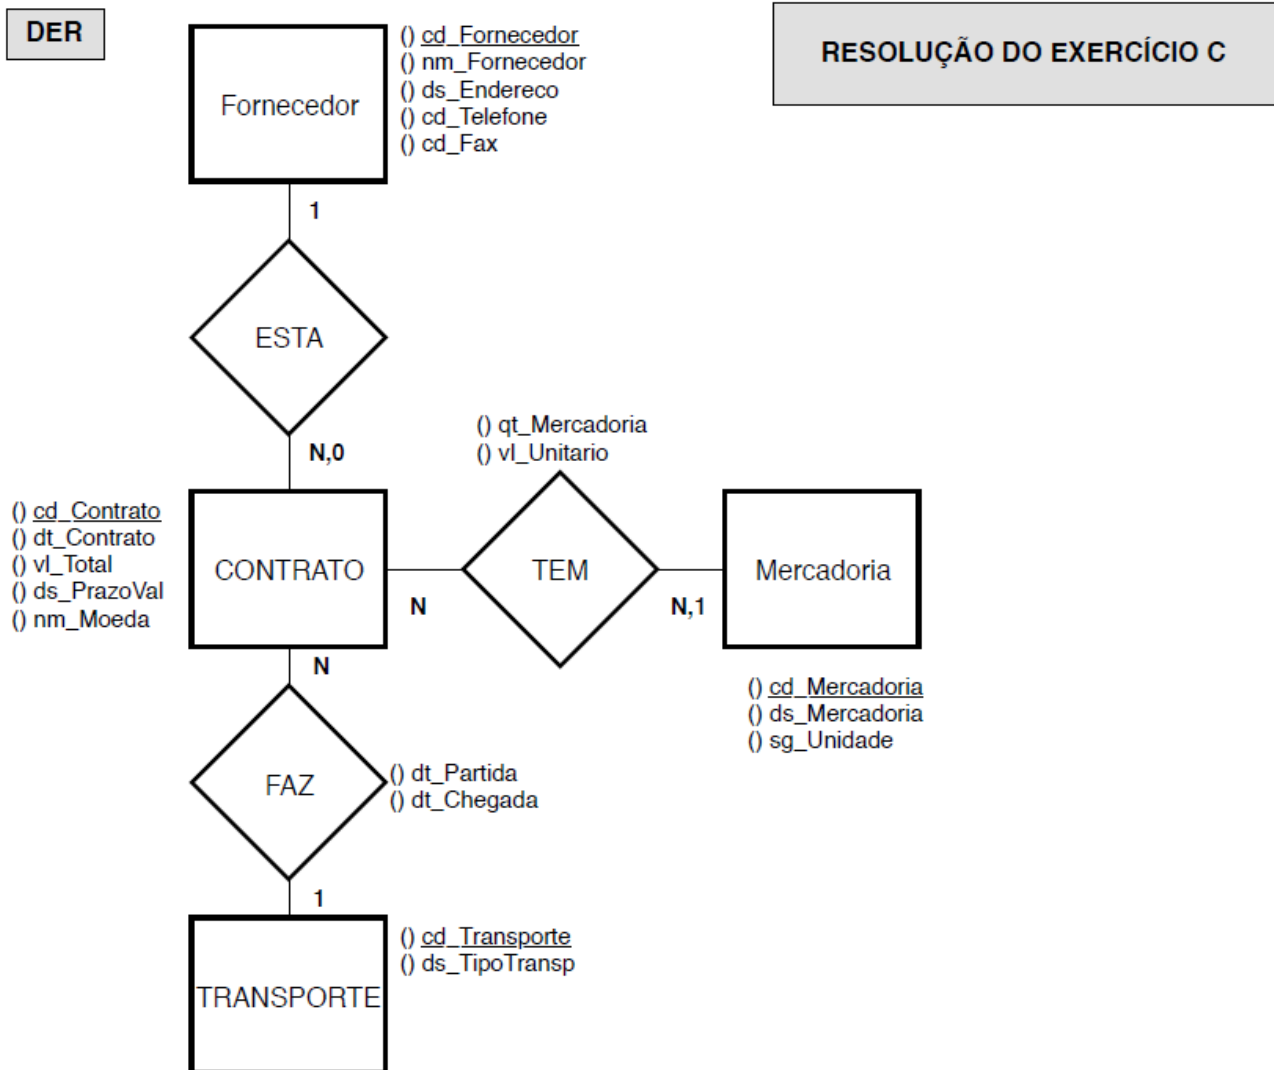 DER
RESOLUÇÃO DO EXERCÍCIO C
Fornecedor
() cd_Fornecedor
() nm_Fornecedor
() ds_Endereco
() cd_Telefone
() cd_Fax
1
ESTA
N,0
() cd_Contrato
() dt_Contrato
() vl_Total
() ds_PrazoVal
() nm_Moeda
CONTRATO
N
() qt_Mercadoria
() vl_Unitario
TEM
N,1
Mercadoria
() cd_Mercadoria
() ds_Mercadoria
() sg_Unidade
N
FAZ
() dt_Partida
() dt_Chegada
1
TRANSPORTE
() cd_Transporte
() ds_TipoTransp